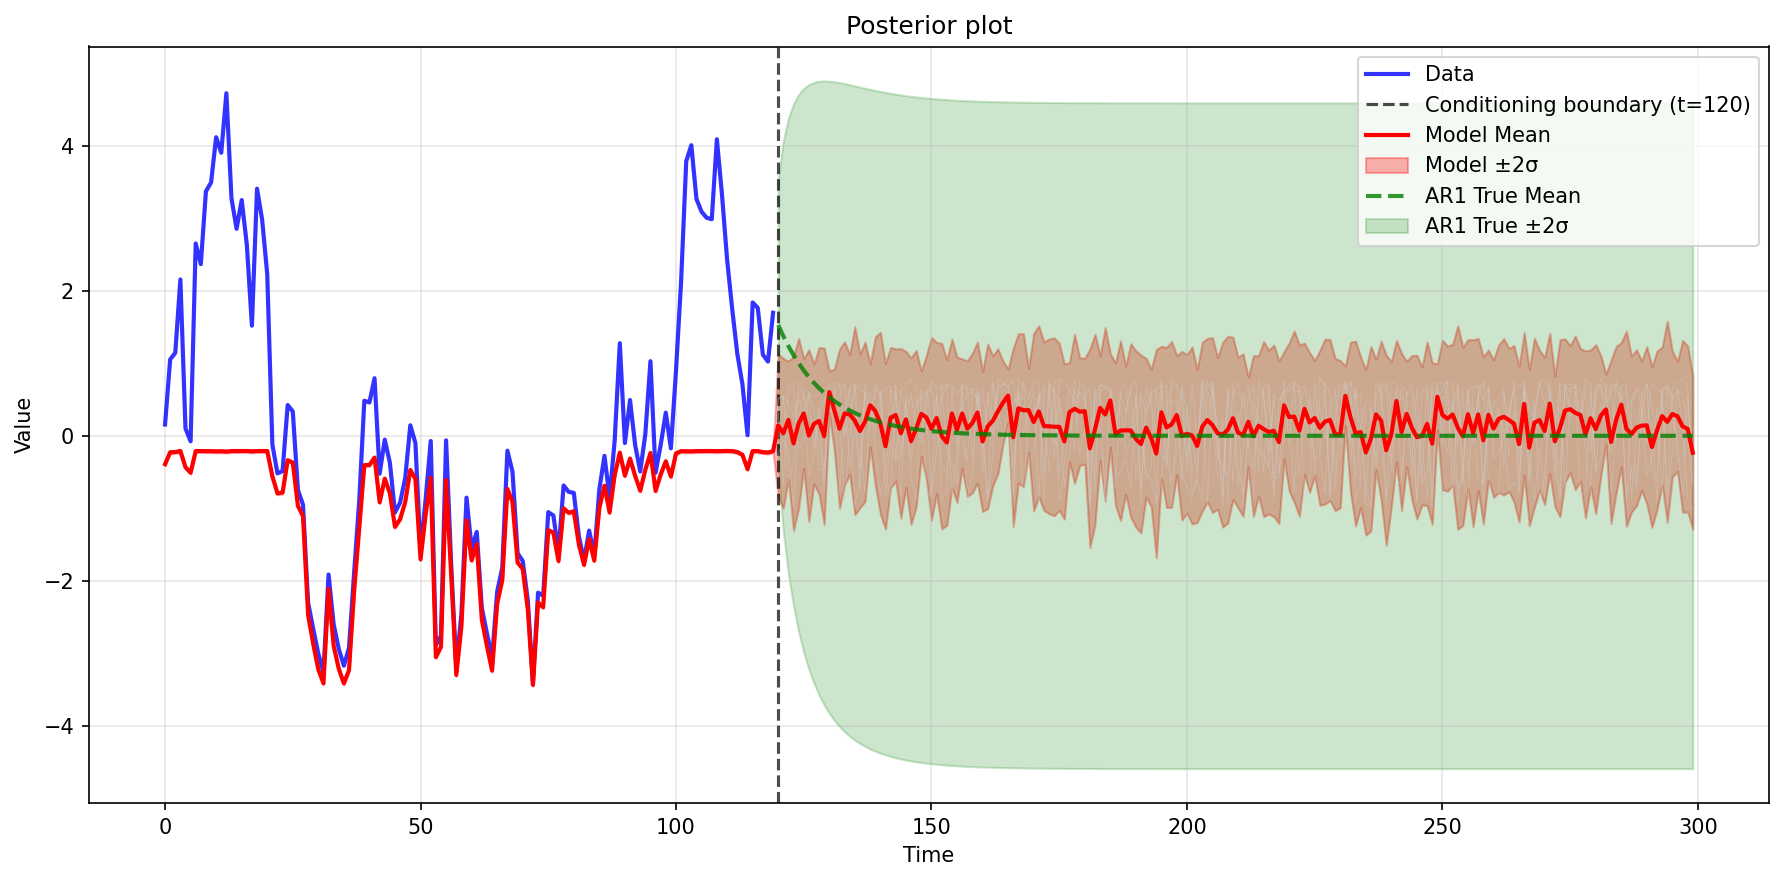 Posterior plot
Data
Conditioning boundary (t=120)
Model Mean
Model ±2σ
AR1 True Mean
AR1 True ±2σ
Value
4
2
0
−2
−4
0
50
100
150
200
250
300
Time